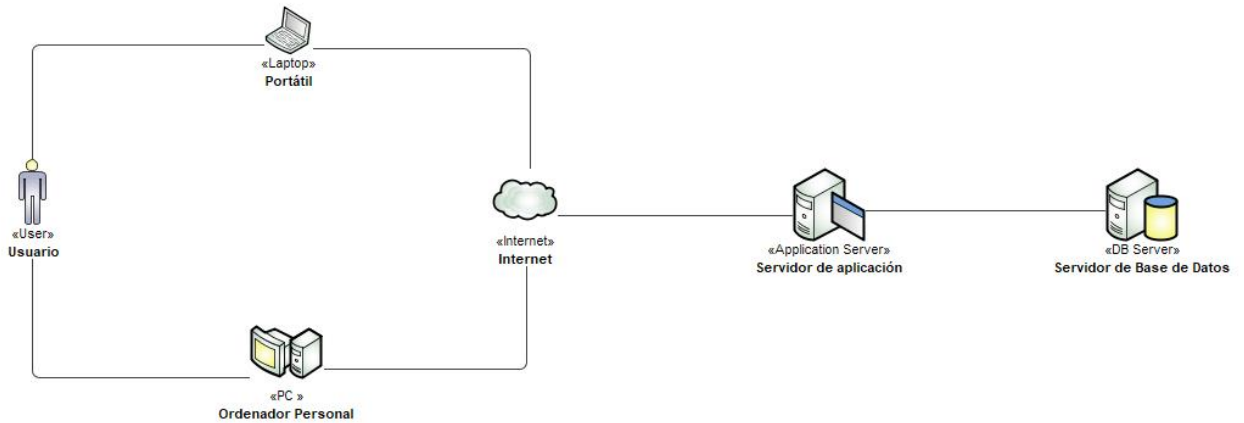 «Laptop»
Portátil
«User»
Usuario
«Internet»
Internet
«Application Server»
Servidor de aplicación
«DB Server»
Servidor de Base de Datos
«PC »
Ordenador Personal